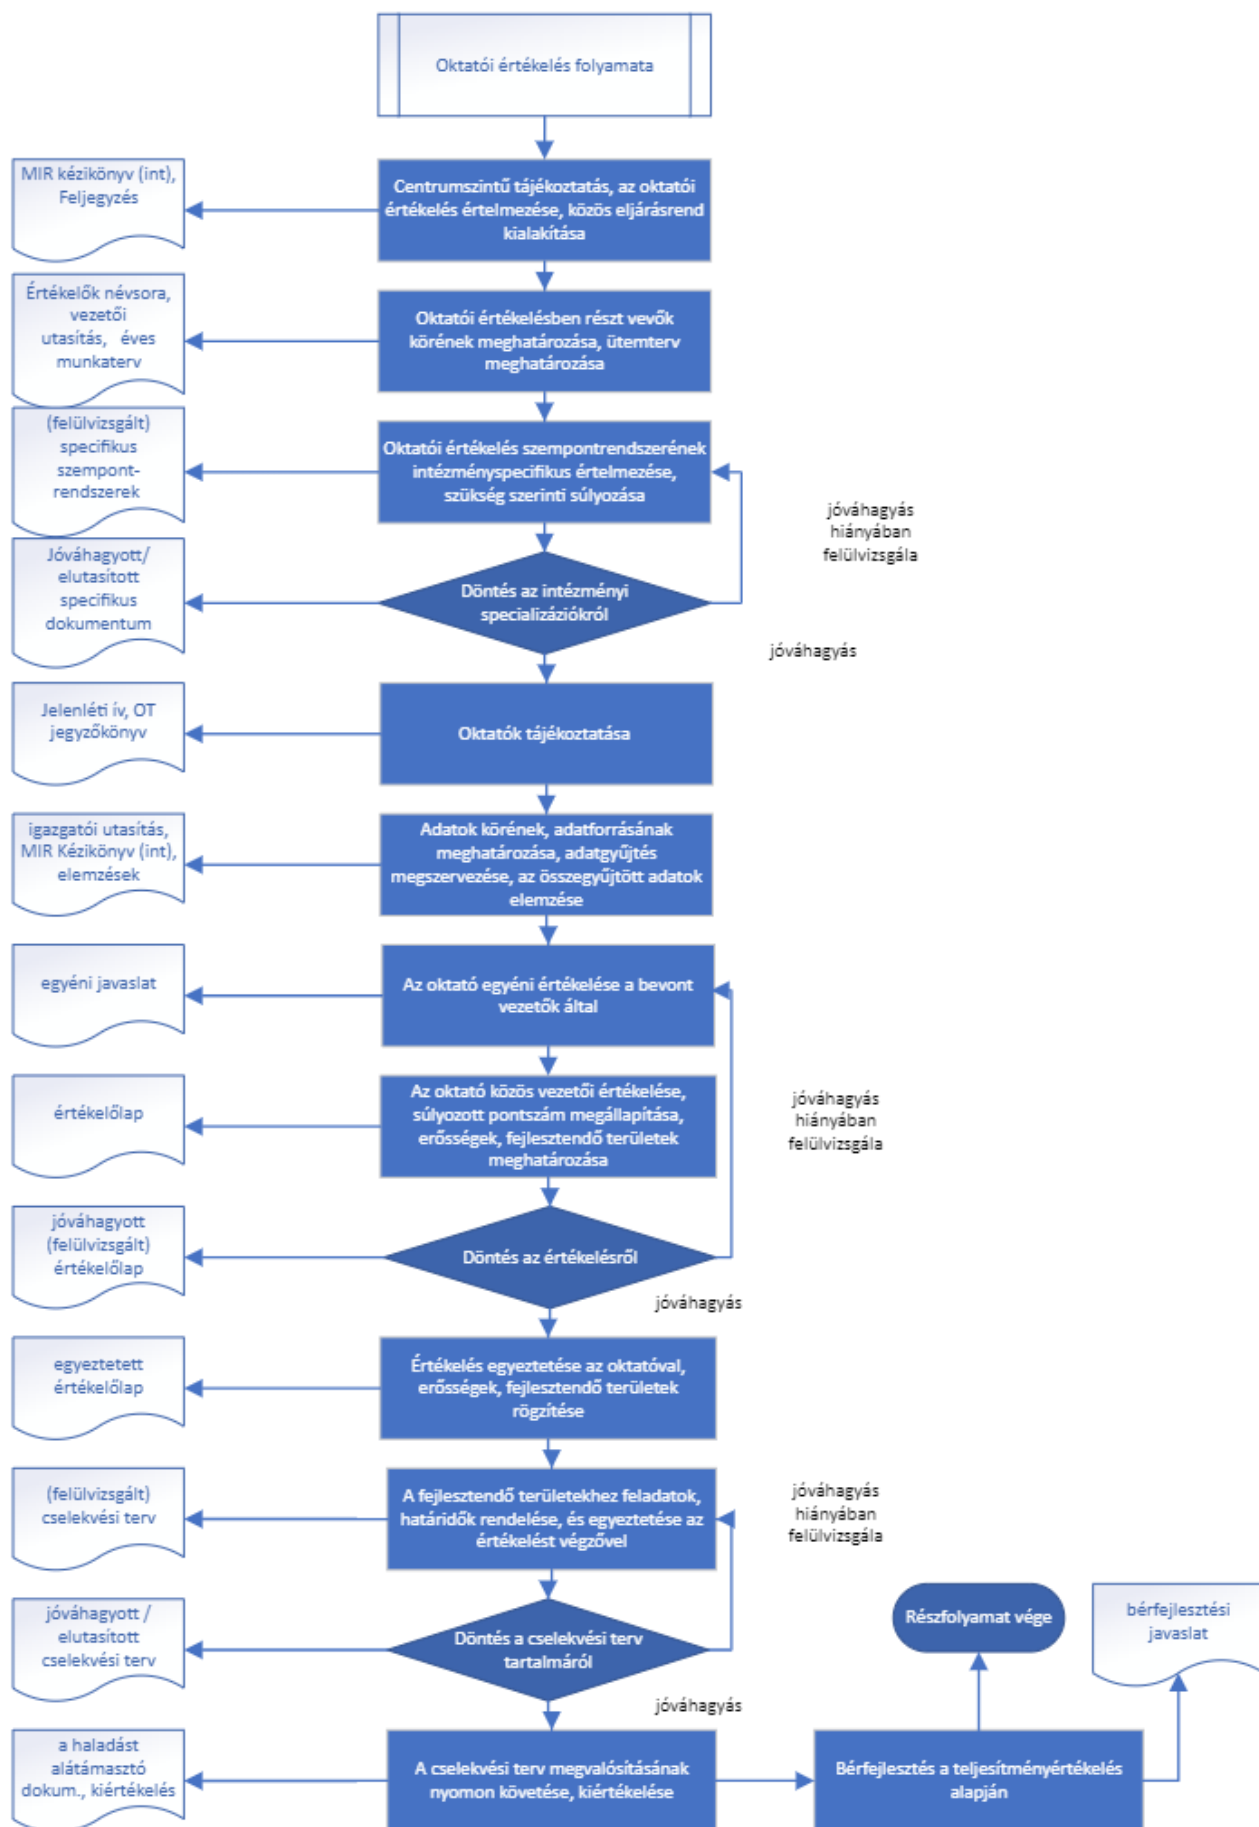 Oktatói értékelés folyamata
MIR kézikönyv (int),
Feljegyzés
Centrumszintű tájékoztatás, az oktatói
értékelés értelmezése, közös eljárásrend
kialakítása
Értékelők névsora,
vezetői
utasítás, éves
munkaterv
Oktatói értékelésben részt vevők
körének meghatározása, ütemterv
meghatározása
(felülvizsgált)
specifikus
szempont-
rendszerek
Oktatói értékelés szempontrendszerének
intézményspecifikus értelmezése,
szükség szerinti súlyozása
jóváhagyás
hiányában
felülvizsgála
Jóváhagyott/
elutasított
specifikus
dokumentum
Döntés az intézményi
specializáziókról
jóváhagyás
Jelenléti ív, OT
jegyzőkönyv
Oktatók tájékoztatása
igazgatói utasítás,
MIR Kézikönyv (int),
elemzések
Adatok körének, adatforrásának
meghatározása, adatgyűjtés
megszervezése, az összegyűjtött adatok
elemzése
egyéni javaslat
Az oktató egyéni értékelése a bevont
vezetők által
értékelőlap
Az oktató közös vezetői értékelése,
súlyozott pontszám megállapítása,
erősségek, fejlesztendő területek
meghatározása
jóváhagyás
hiányában
felülvizsgála
jóváhagyott
(felülvizsgált)
értékelőlap
Döntés az értékelésről
jóváhagyás
egyeztetett
értékelőlap
Értékelés egyeztetése az oktatóval,
erősségek, fejlesztendő területek
rögzítése
(felülvizsgált)
cselekvési terv
A fejlesztendő területekhez feladatok,
határidők rendelése, és egyeztetése az
értékelést végzővel
jóváhagyás
hiányában
felülvizsgála
jóváhagyott /
elutasított
cselekvési terv
Döntés a cselekvési terv
tartalmáról
jóváhagyás
Részfolyamat vége
bérfejlesztési
javaslat
a haladást
alátámasztó
dokum., kiértékelés
A cselekvési terv megvalósításának
nyomon követése, kiértékelése
Bérfejlesztés a teljesítményértékelés
alapján